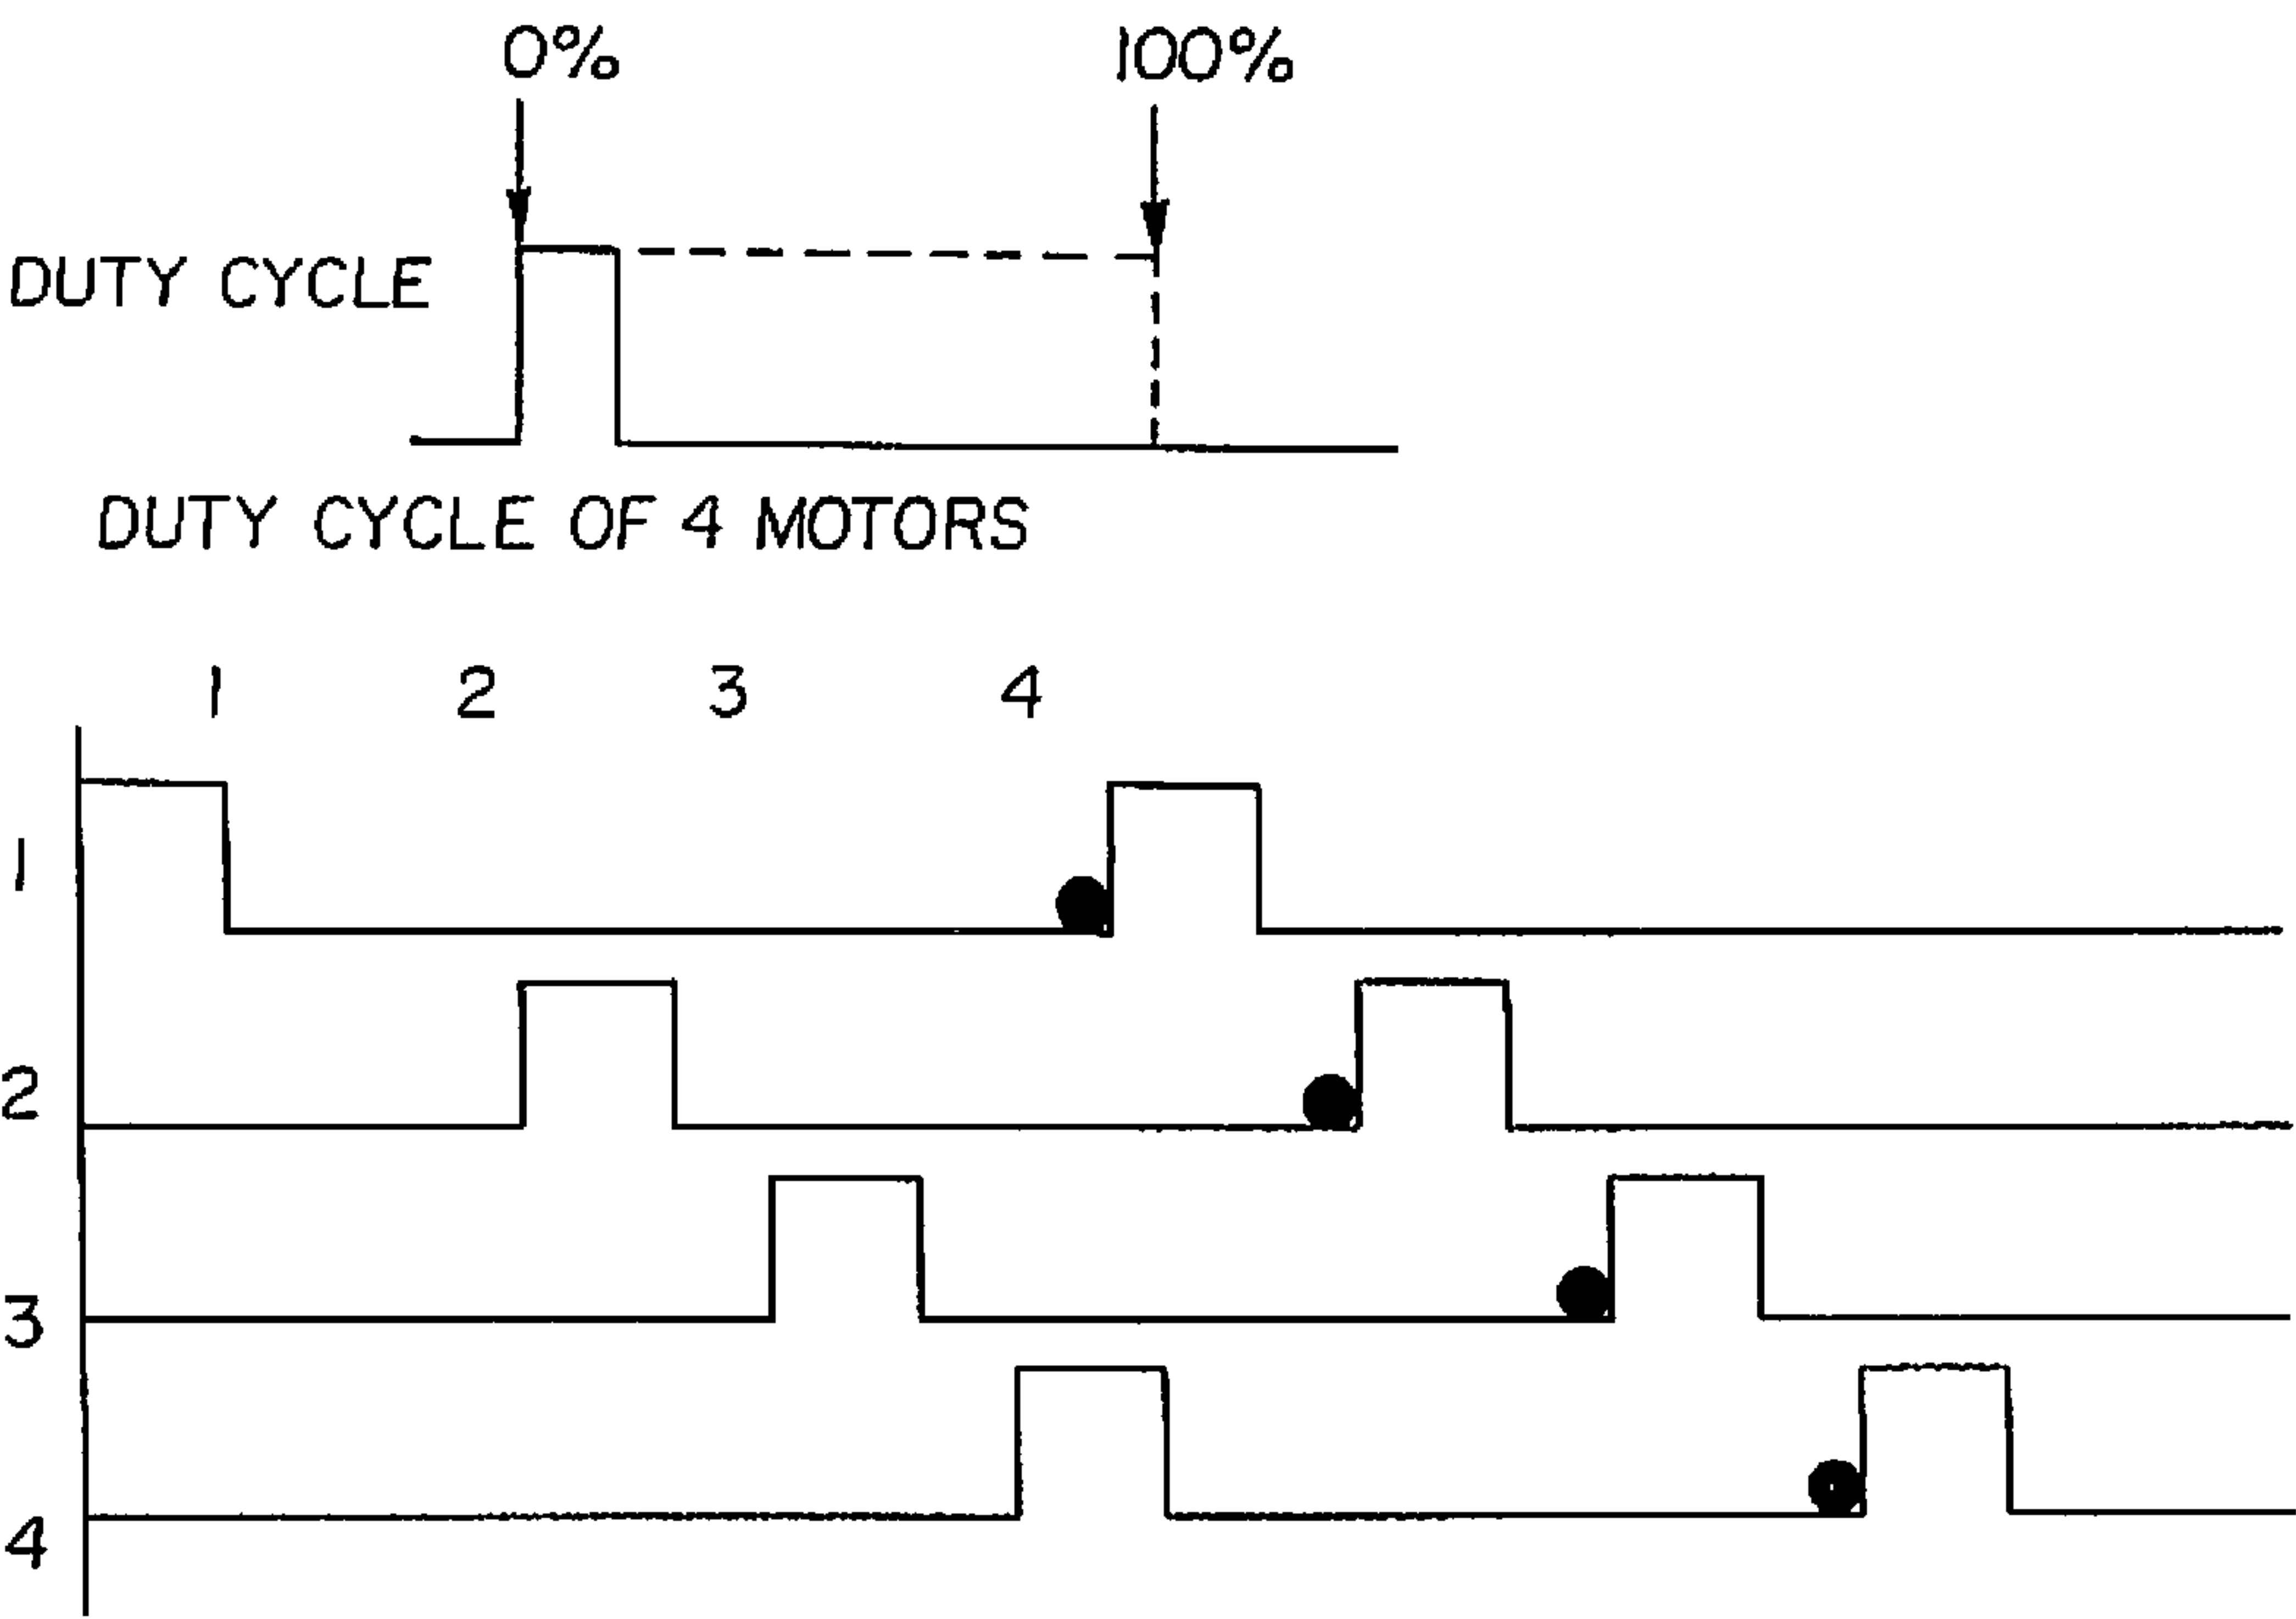 0% 100%
DUTY CYCLE
DUTY CYCLE OF 4 MOTORS
1 2 3 4
1
2
3
4